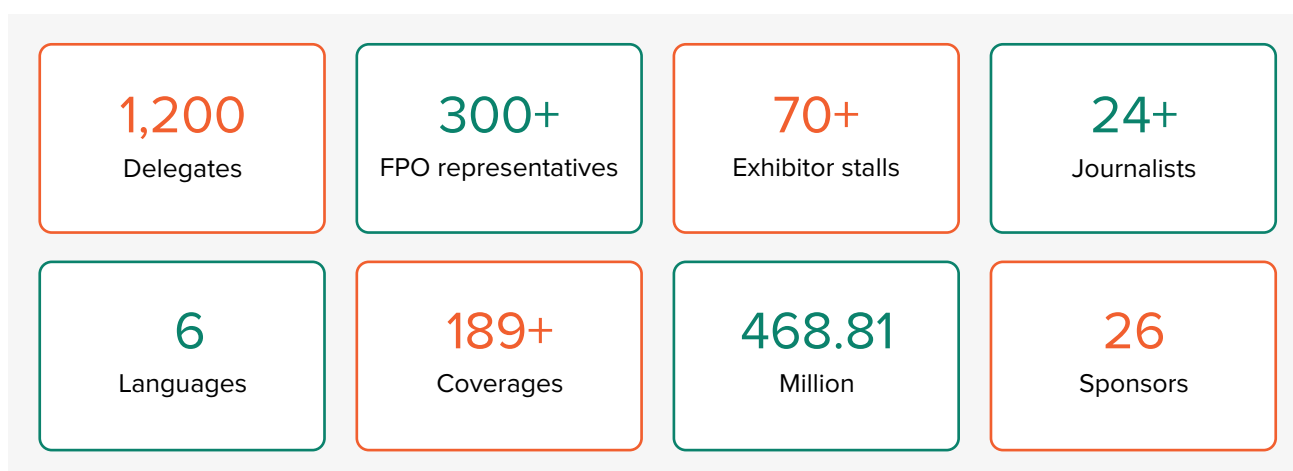 1,200
Delegates
300+
FPO representatives
70+
Exhibitor stalls
24+
Journalists
6
Languages
189+
Coverages
468.81
Million
26
Sponsors